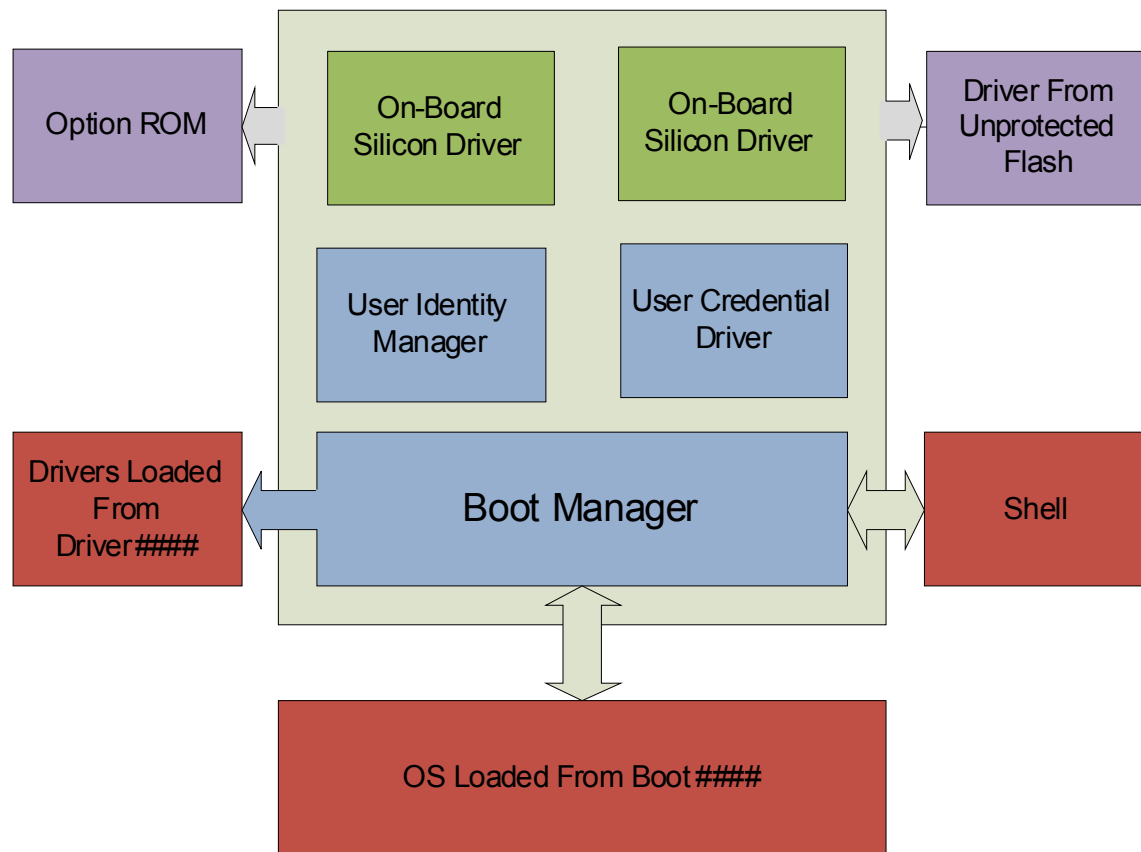 Option ROM
On-Board
Silicon Driver
On-Board
Silicon Driver
Driver From
Unprotected
Flash
User Identity
Manager
User Credential
Driver
Drivers Loaded
From
Driver####
Boot Manager
Shell
OS Loaded From Boot ####